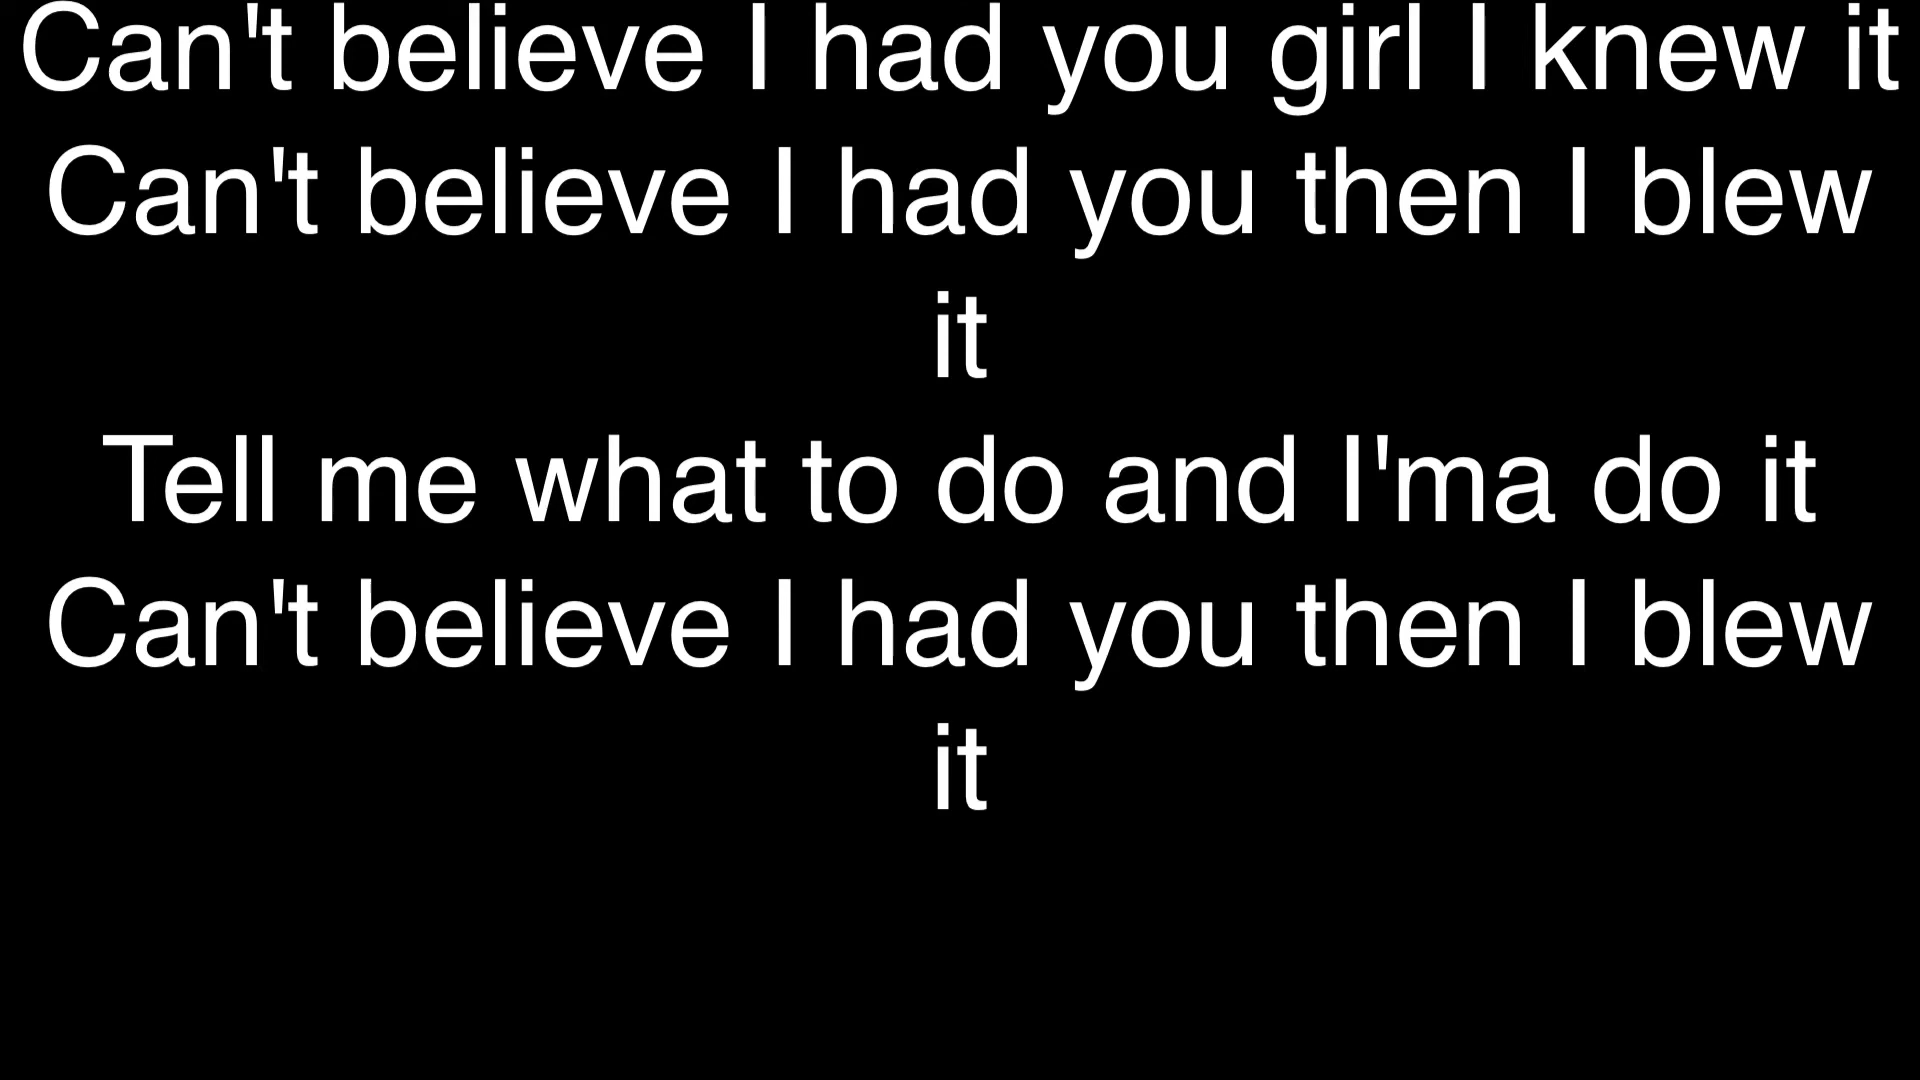 Can't believe I had you girl I knew it
Can't believe I had you then I blew
it
Tell me what to do and I'ma do it
Can't believe I had you then I blew
it